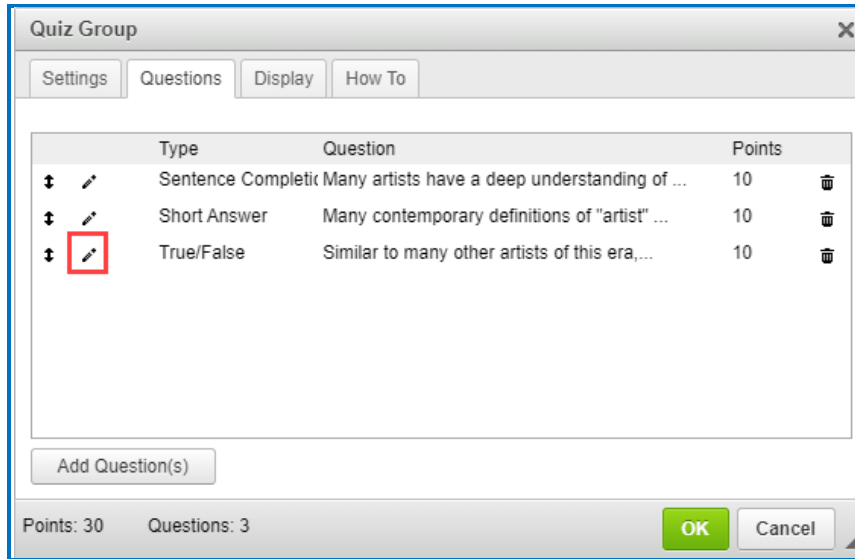 Quiz Group
Settings Questions Display How To
Type Question Points
Sentence Completic Many artists have a deep understanding of ... 10
Short Answer Many contemporary definitions of "artist" ... 10
True/False Similar to many other artists of this era,... 10
Add Question(s)
Points: 30 Questions: 3 OK Cancel